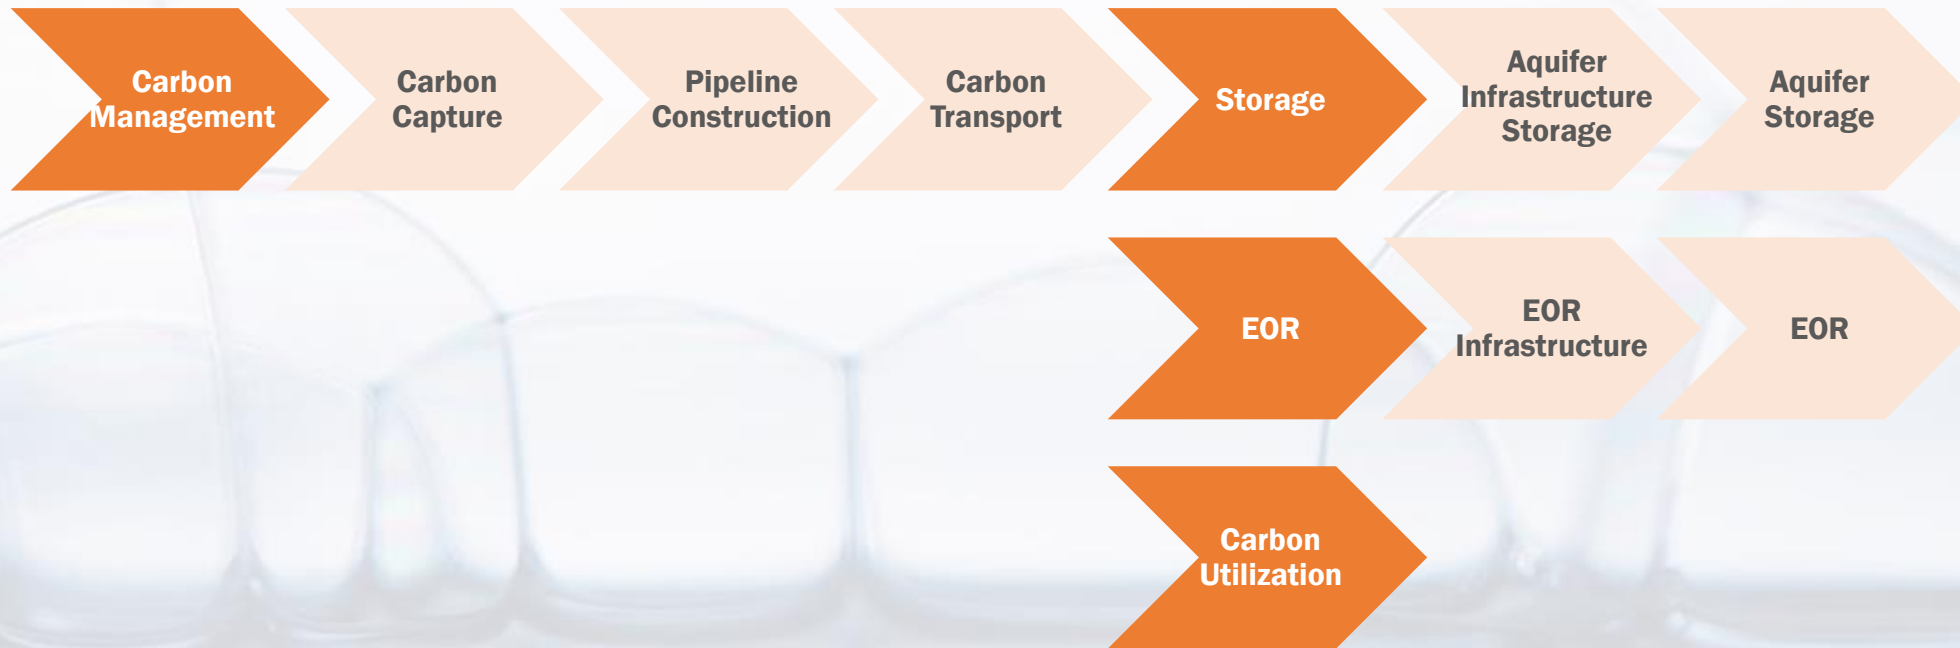 Carbon
Management
Carbon
Capture
Pipeline
Construction
Carbon
Transport
Storage
Aquifer
Infrastructure
Storage
Aquifer
Storage
EOR
EOR
Infrastructure
EOR
Carbon
Utilization